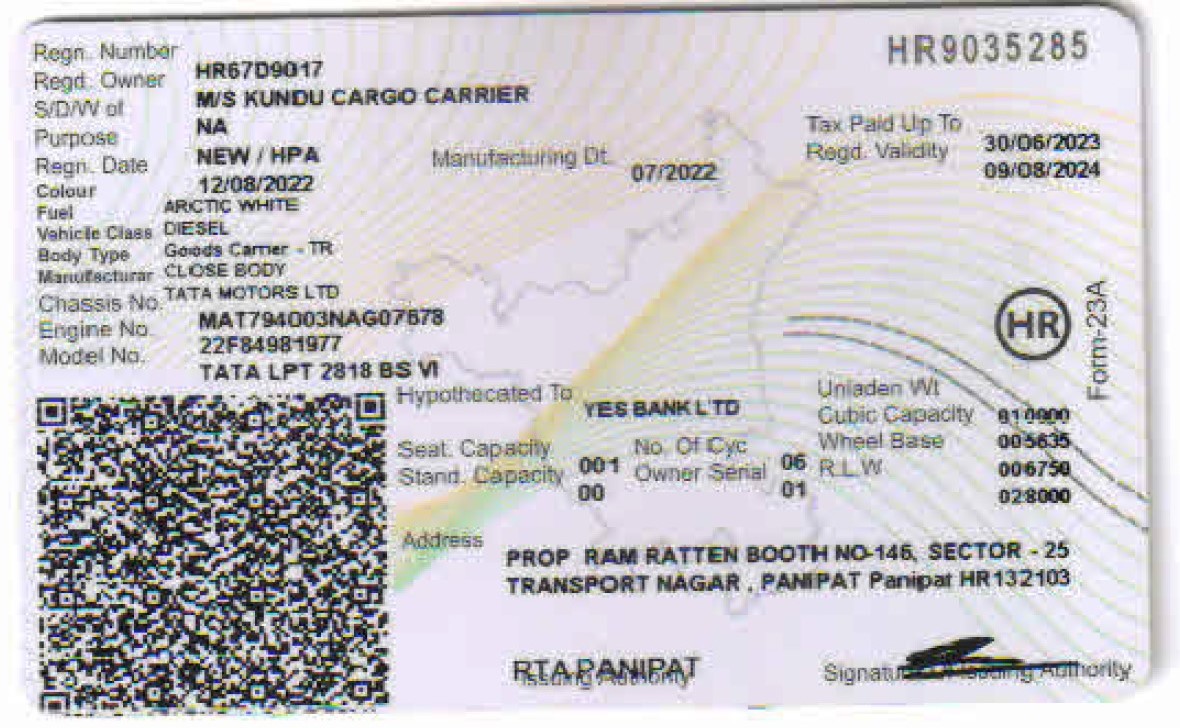 HR9035285
Regn. Number HR67D9017
Regd. Owner M/S KUNDU CARGO CARRIER
S/D/W of NA
Purpose NEW / HPA
Regn. Date 12/08/2022
Manufacturing Dt. 07/2022
Tax Paid Up To 30/06/2023
Regd. Validity 09/08/2024
Colour ARCTIC WHITE
Fuel DIESEL
Vehicle Class Goods Carrier - TR
Body Type CLOSE BODY
Manufacturar TATA MOTORS LTD
Chassis No. MAT794003NAG07678
Engine No. 22F84981977
Model No. TATA LPT 2818 BS VI
HR
Form-23A
Hypothecated To YES BANK LTD
Unladen Wt 010900
Cubic Capacity 005635
Wheel Base 006750
R.L.W 028000
Seat. Capacity 001 No. Of Cyc 06
Stand. Capacity 00 Owner Serial 01
Address PROP RAM RATTEN BOOTH NO-146, SECTOR - 25
TRANSPORT NAGAR , PANIPAT Panipat HR132103
RTA,PANIPAT
Issuing Authority
Signature Issuing Authority